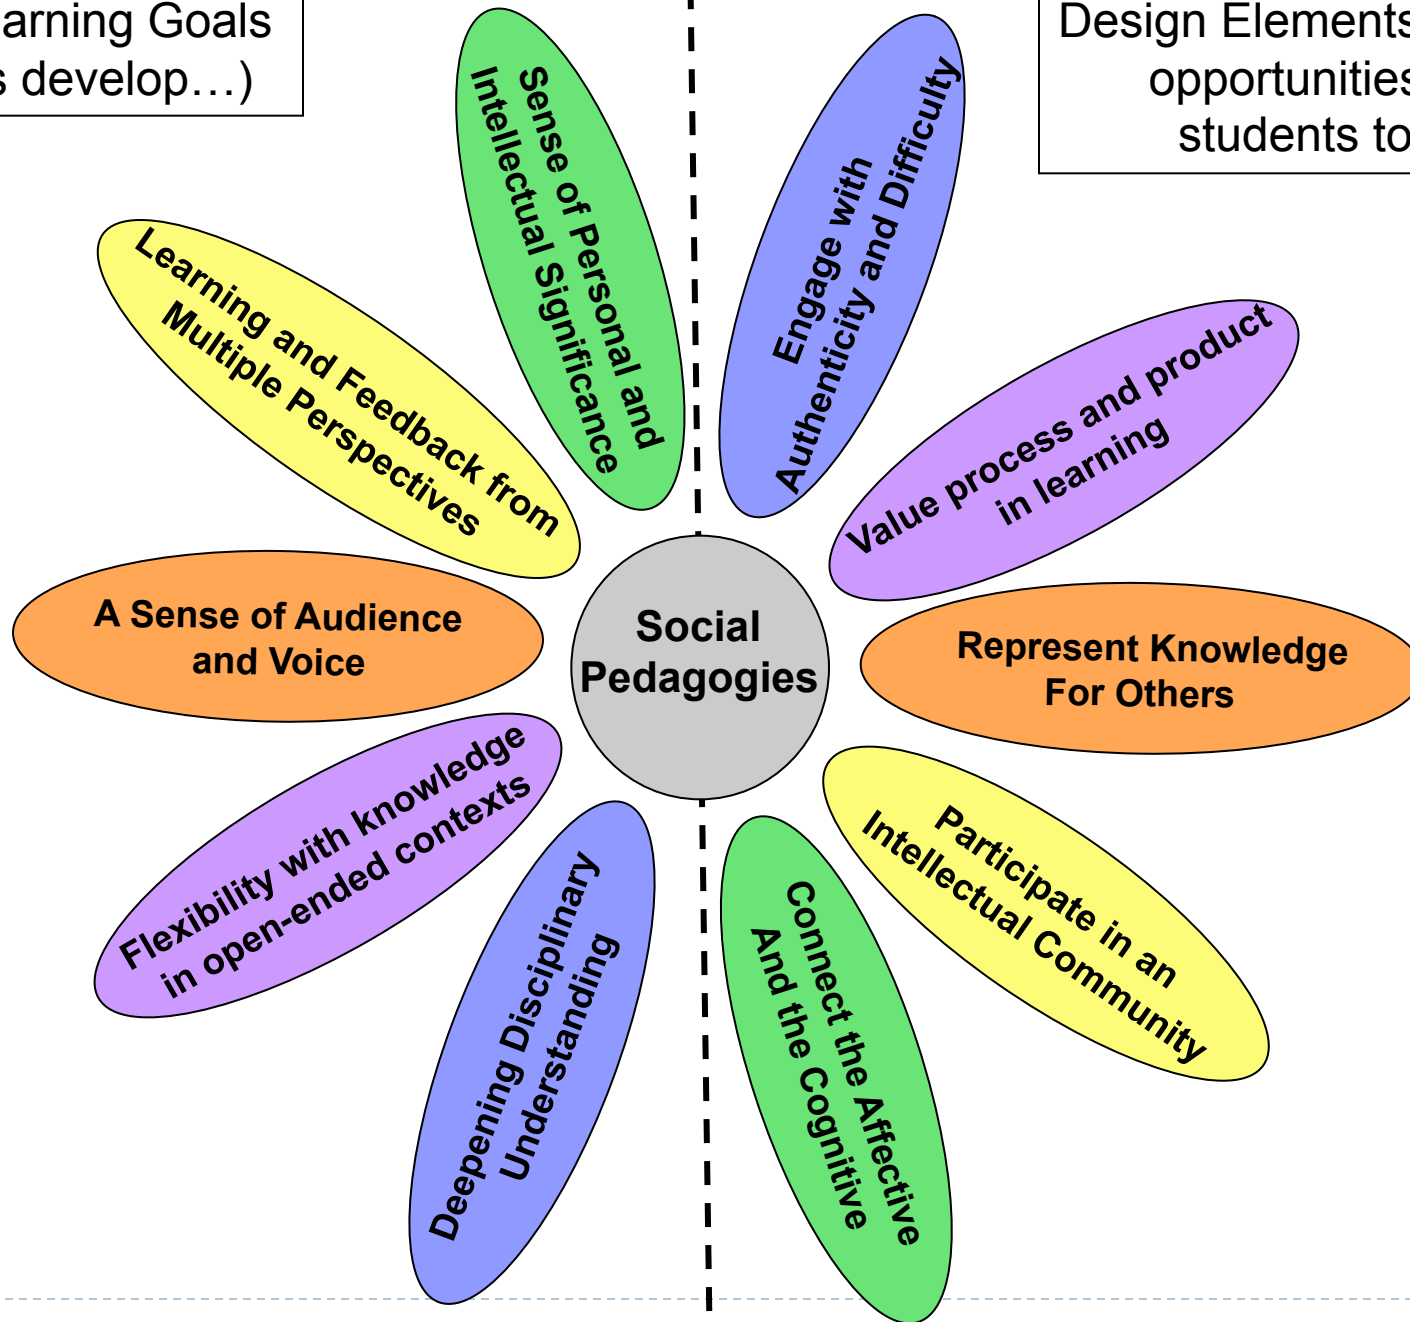 arning Goals
s develop…)
Design Elements
opportunities
students to
Sense of Personal and
Intellectual Significance
Engage with
Authenticity and Difficulty
Learning and Feedback from
Multiple Perspectives
Value process and product
in learning
A Sense of Audience
and Voice
Social
Pedagogies
Represent Knowledge
For Others
Flexibility with knowledge
in open-ended contexts
Participate in an
Intellectual Community
Deepening Disciplinary
Understanding
Connect the Affective
And the Cognitive